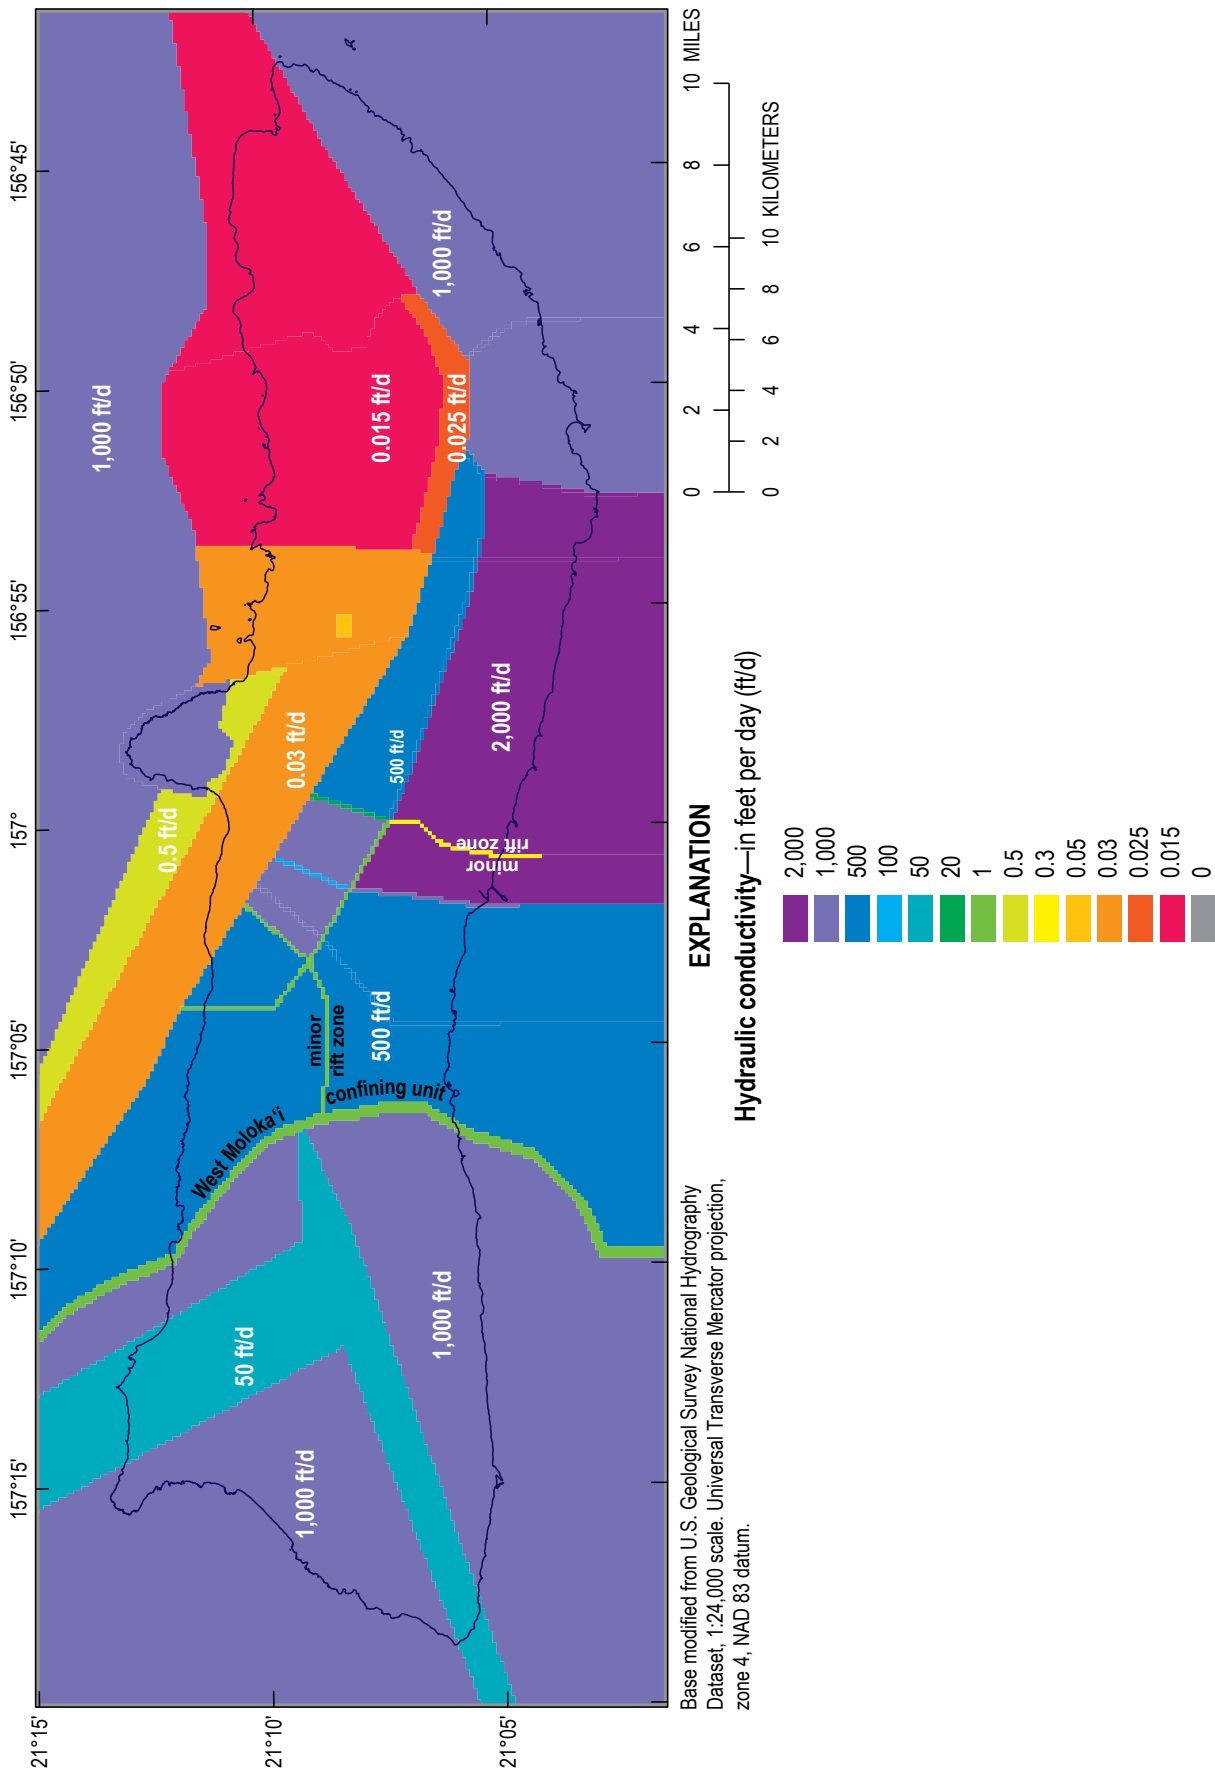 21°15'
21°10'
21°05'
157°15'
157°10'
157°05'
157°
156°55'
156°50'
156°45'
1,000 ft/d
50 ft/d
1,000 ft/d
West Moloka‘i
confining unit
minor
rift zone
500 ft/d
0.5 ft/d
0.03 ft/d
500 ft/d
minor
rift zone
2,000 ft/d
1,000 ft/d
0.015 ft/d
0.025 ft/d
1,000 ft/d
Base modified from U.S. Geological Survey National Hydrography
Dataset, 1:24,000 scale. Universal Transverse Mercator projection,
zone 4, NAD 83 datum.
0 2 4 6 8 10 MILES
0 2 4 6 8 10 KILOMETERS
EXPLANATION
Hydraulic conductivity—in feet per day (ft/d)
2,000
1,000
500
100
50
20
1
0.5
0.3
0.05
0.03
0.025
0.015
0